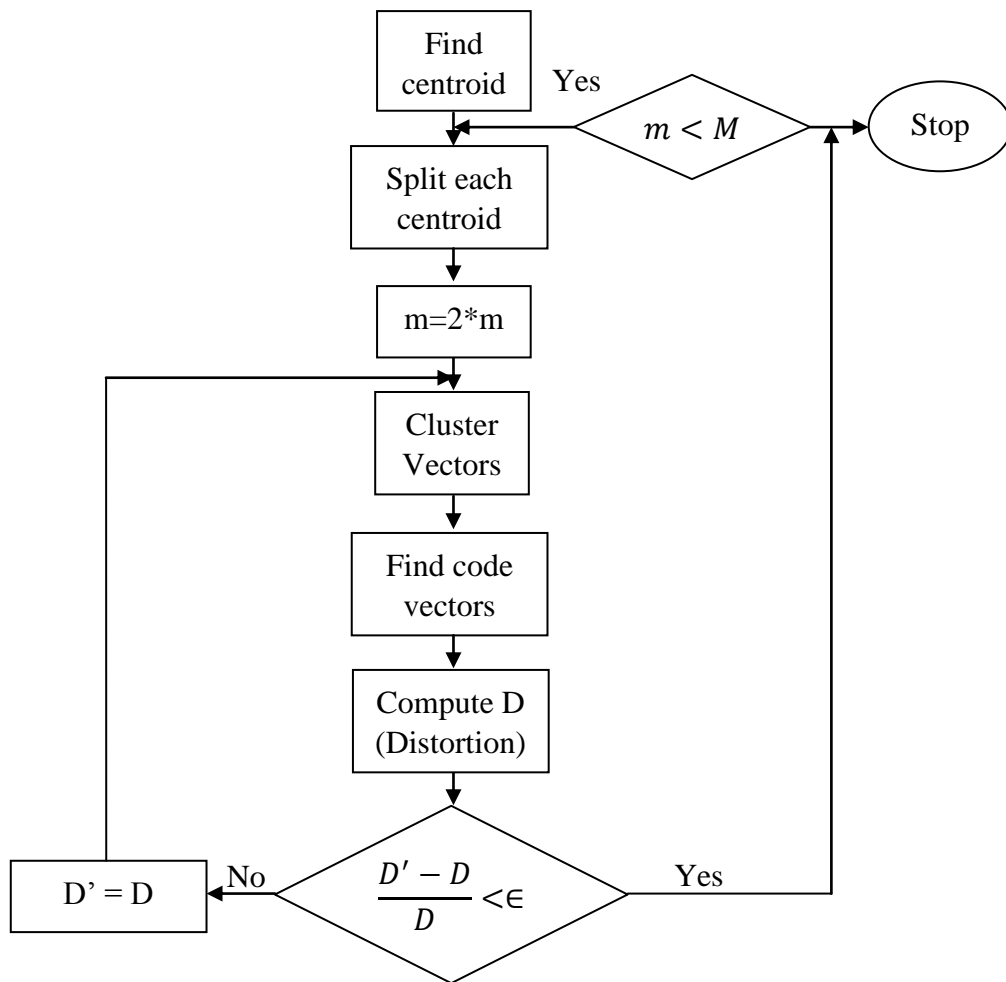 Find
centroid
Yes
m < M
Stop
Split each
centroid
m=2*m
Cluster
Vectors
Find code
vectors
Compute D
(Distortion)
D' − D
D
<∈
No
Yes
D’ = D